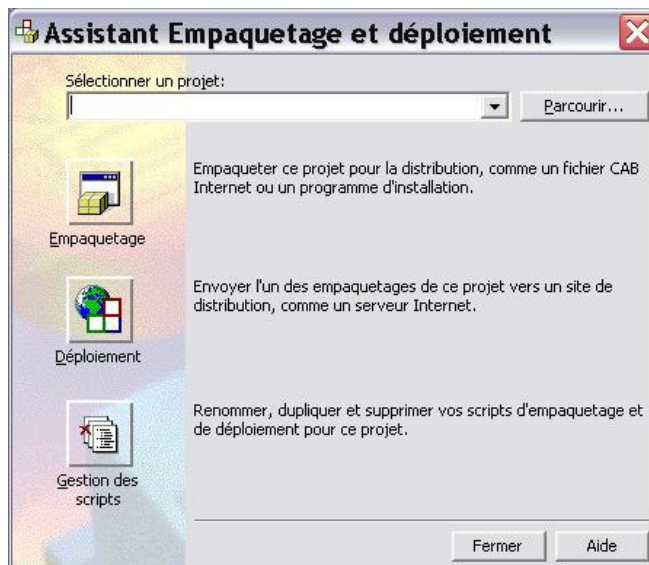 Assistant Empaquetage et déploiement
Sélectionner un projet:
Parcourir...
Empaqueter ce projet pour la distribution, comme un fichier CAB
Internet ou un programme d'installation.
Empaquetage
Envoyer l'un des empaquetages de ce projet vers un site de
distribution, comme un serveur Internet.
Déploiement
Renommer, dupliquer et supprimer vos scripts d'empaquetage et
de déploiement pour ce projet.
Gestion des
scripts
Fermer
Aide